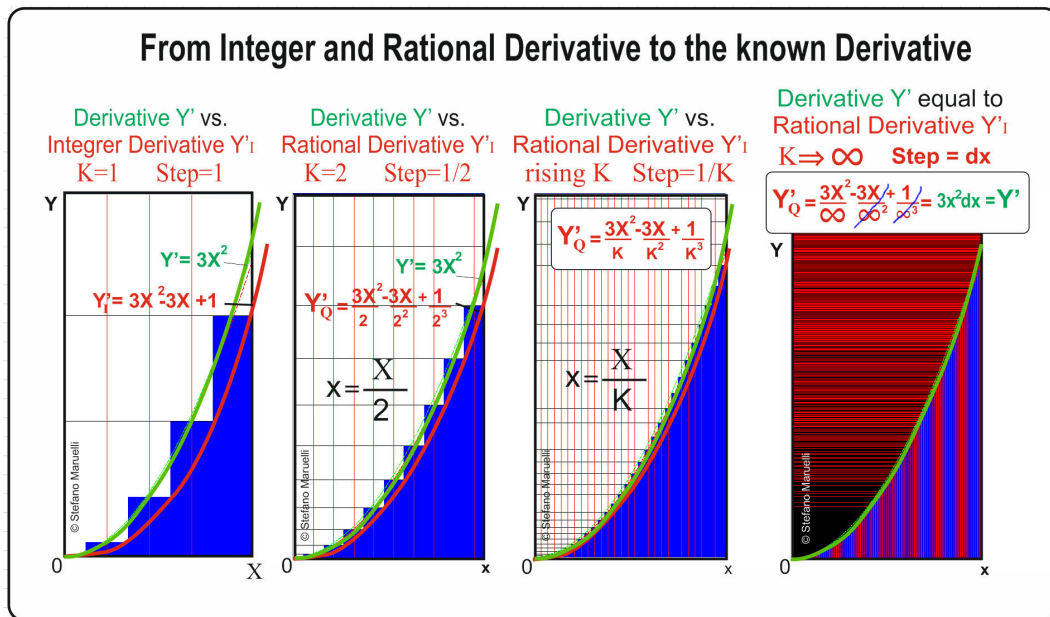 From Integer and Rational Derivative to the known Derivative
Derivative Y' vs.
Integrer Derivative Y'I
K=1 Step=1
Y
Y'= 3X²
Y'I= 3X²-3X +1
© Stefano Maruelli
0
X
Derivative Y' vs.
Rational Derivative Y'I
K=2 Step=1/2
Y
Y'= 3X²
Y'Q = 3X²/2 - 3X/2² + 1/2³
x = X/2
© Stefano Maruelli
0
x
Derivative Y' vs.
Rational Derivative Y'I
rising K Step=1/K
Y
Y'Q = 3X²/K - 3X/K² + 1/K³
x = X/K
0
x
Derivative Y' equal to
Rational Derivative Y'I
K⇒∞ Step = dx
Y'Q = 3X²/∞ - 3X/∞² + 1/∞³ = 3x²dx = Y'
Y
© Stefano Maruelli
0
x